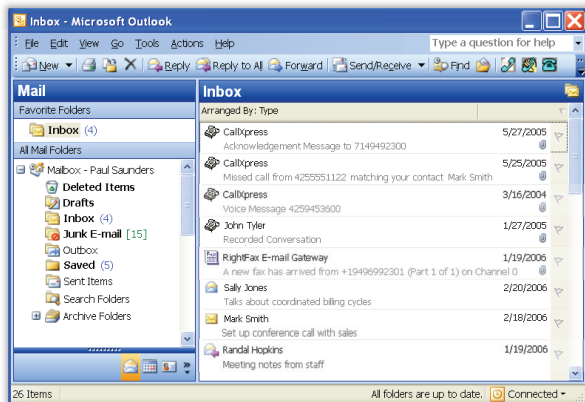 Inbox - Microsoft Outlook
File Edit View Go Tools Actions Help Type a question for help
New Reply Reply to All Forward Send/Receive Find
Mail
Favorite Folders
Inbox (4)
All Mail Folders
Mailbox - Paul Saunders
Deleted Items
Drafts
Inbox (4)
Junk E-mail [15]
Outbox
Saved (5)
Sent Items
Search Folders
Archive Folders
Inbox
Arranged By: Type
CallXpress 5/27/2005
Acknowledgement Message to 7149492300
CallXpress 5/25/2005
Missed call from 4255551122 matching your contact Mark Smith
CallXpress 3/16/2004
Voice Message 4259453600
John Tyler 1/27/2005
Recorded Conversation
RightFax E-mail Gateway 1/19/2006
A new fax has arrived from +19496992301 (Part 1 of 1) on Channel 0
Sally Jones 2/20/2006
Talks about coordinated billing cycles
Mark Smith 2/18/2006
Set up conference call with sales
Randal Hopkins 1/19/2006
Meeting notes from staff
26 Items All folders are up to date. Connected